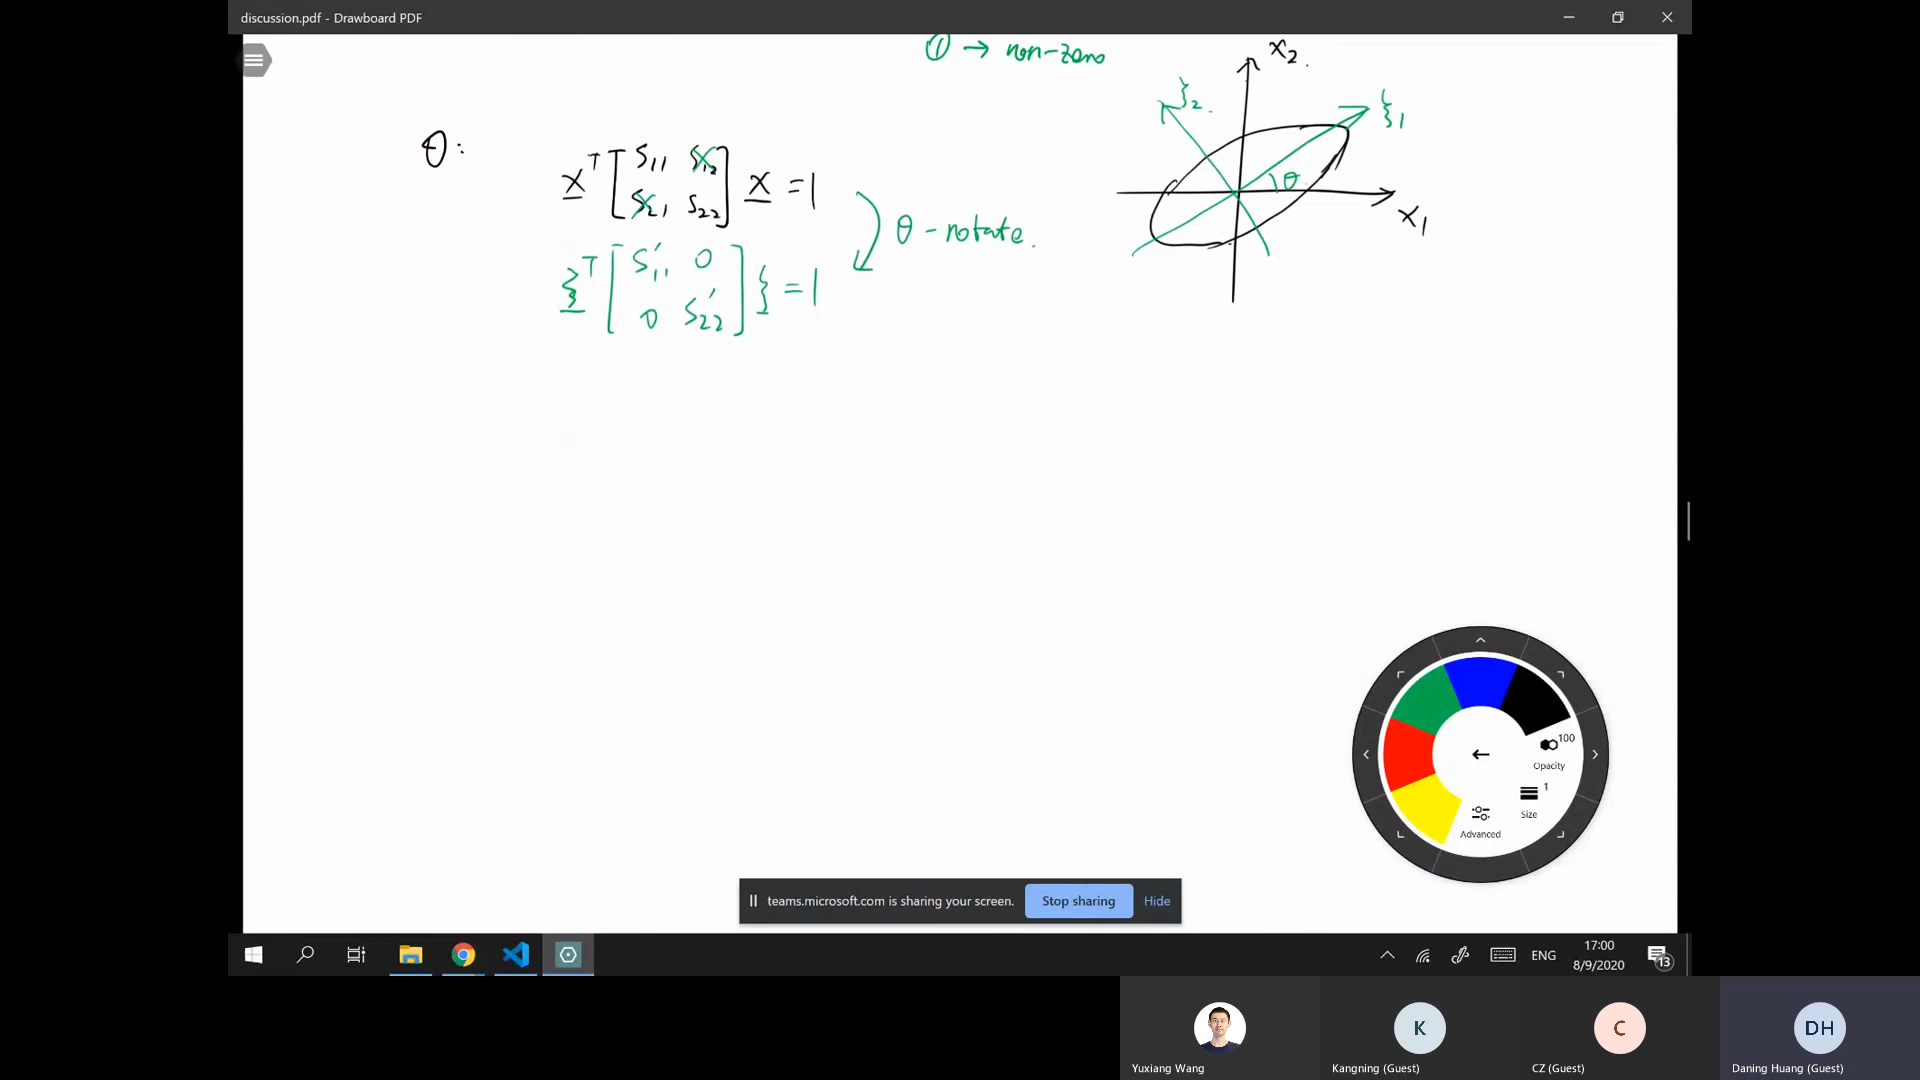 discussion.pdf - Drawboard PDF
① → non-zero
x₂
ξ₂
ξ₁
θ
x₁
θ:
x^T [S₁₁ S₁₂
S₂₁ S₂₂] x = 1
θ - rotate.
ξ^T [S'₁₁ 0
0 S'₂₂] ξ = 1
100
Opacity
1
Size
Advanced
teams.microsoft.com is sharing your screen. Stop sharing Hide
ENG
17:00
8/9/2020
13
K
C
DH
Yuxiang Wang
Kangning (Guest)
CZ (Guest)
Daning Huang (Guest)